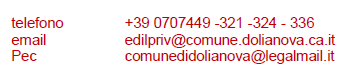 telefono +39 0707449 -321 -324 - 336
email edilpriv@comune.dolianova.ca.it
Pec comunedidolianova@legalmail.it